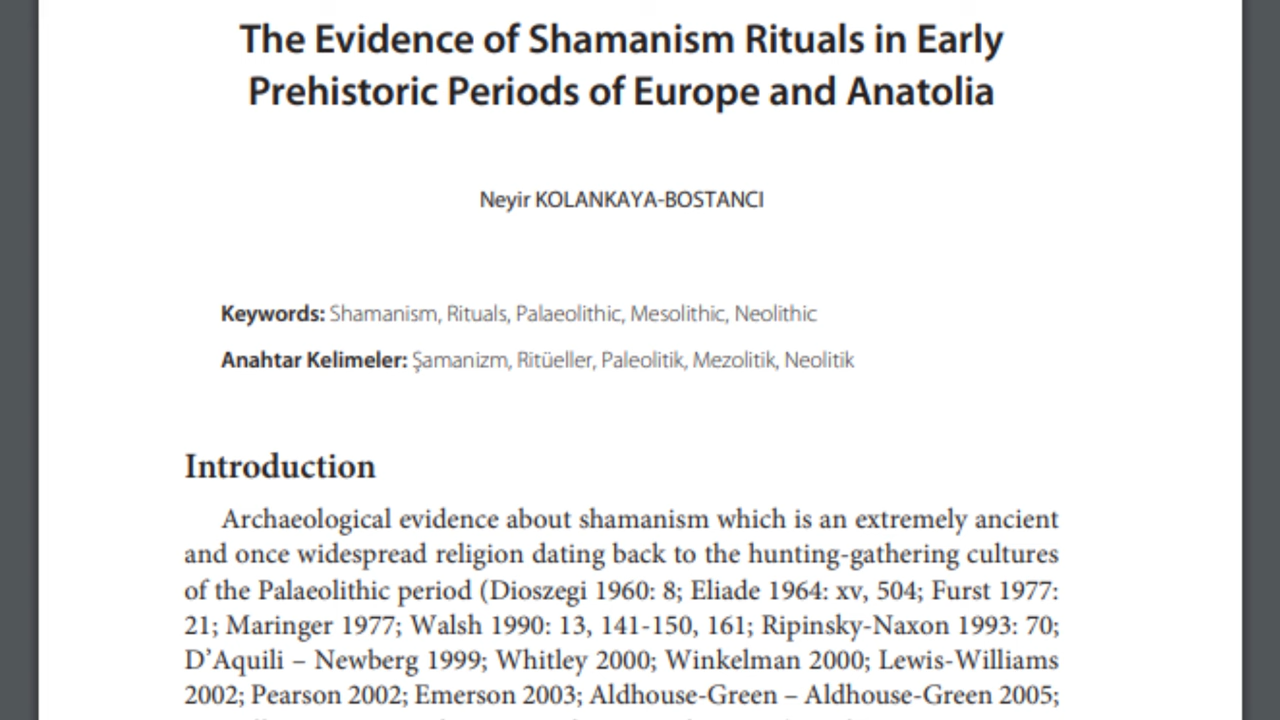 The Evidence of Shamanism Rituals in Early
Prehistoric Periods of Europe and Anatolia
Neyir KOLANKAYA-BOSTANCI
Keywords: Shamanism, Rituals, Palaeolithic, Mesolithic, Neolithic
Anahtar Kelimeler: Şamanizm, Ritüeller, Paleolitik, Mezolitik, Neolitik
Introduction
Archaeological evidence about shamanism which is an extremely ancient
and once widespread religion dating back to the hunting-gathering cultures
of the Palaeolithic period (Dioszegi 1960: 8; Eliade 1964: xv, 504; Furst 1977:
21; Maringer 1977; Walsh 1990: 13, 141-150, 161; Ripinsky-Naxon 1993: 70;
D’Aquili – Newberg 1999; Whitley 2000; Winkelman 2000; Lewis-Williams
2002; Pearson 2002; Emerson 2003; Aldhouse-Green – Aldhouse-Green 2005;